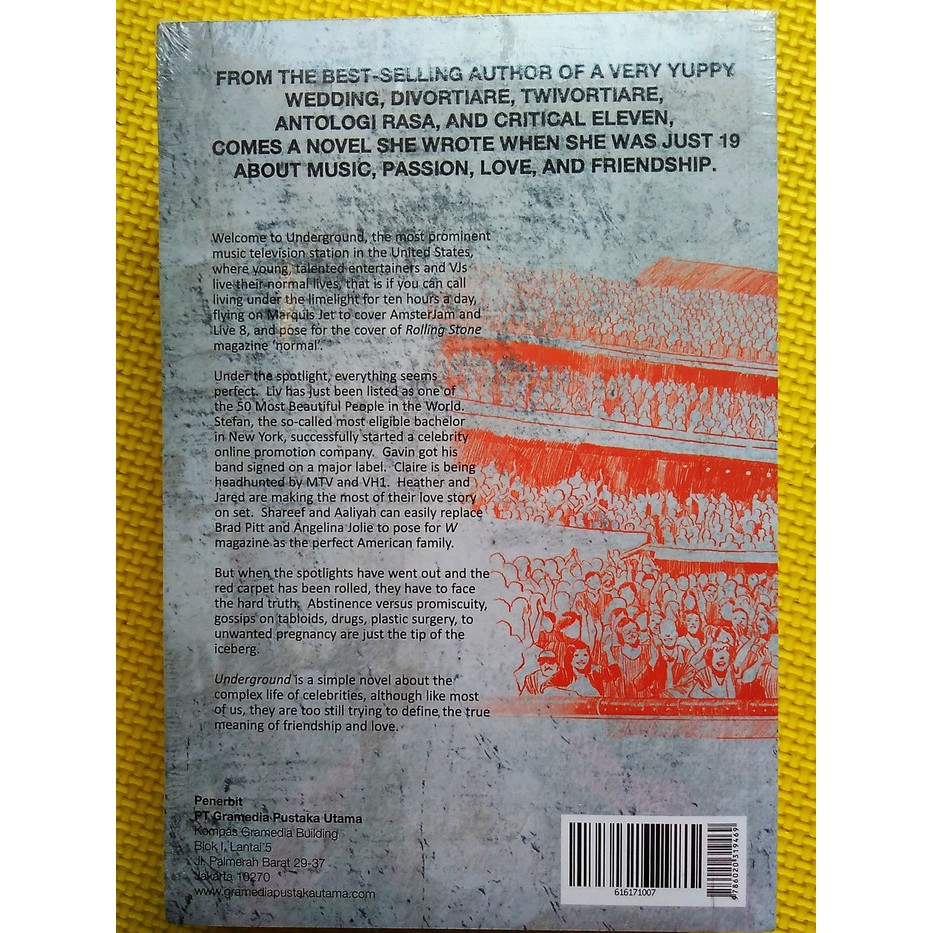 FROM THE BEST-SELLING AUTHOR OF A VERY YUPPY
WEDDING, DIVORTIARE, TWIVORTIARE,
ANTOLOGI RASA, AND CRITICAL ELEVEN,
COMES A NOVEL SHE WROTE WHEN SHE WAS JUST 19
ABOUT MUSIC, PASSION, LOVE, AND FRIENDSHIP.
Welcome to Underground, the most prominent
music television station in the United States,
where young, talented entertainers and VJs
live their normal lives, that is if you can call
living under the limelight for ten hours a day,
flying on Marquis Jet to cover AmsterJam and
Live 8, and pose for the cover of Rolling Stone
magazine ‘normal’.
Under the spotlight, everything seems
perfect. Liv has just been listed as one of
the 50 Most Beautiful People in the World.
Stefan, the so-called most eligible bachelor
in New York, successfully started a celebrity
online promotion company. Gavin got his
band signed on a major label. Claire is being
headhunted by MTV and VH1. Heather and
Jared are making the most of their love story
on set. Shareef and Aaliyah can easily replace
Brad Pitt and Angelina Jolie to pose for W
magazine as the perfect American family.
But when the spotlights have went out and the
red carpet has been rolled, they have to face
the hard truth. Abstinence versus promiscuity,
gossips on tabloids, drugs, plastic surgery, to
unwanted pregnancy are just the tip of the
iceberg.
Underground is a simple novel about the
complex life of celebrities, although like most
of us, they are too still trying to define the true
meaning of friendship and love.
Penerbit
PT Gramedia Pustaka Utama
Kompas Gramedia Building
Blok I, Lantai 5
Jl. Palmerah Barat 29-37
Jakarta 10270
www.gramediapustakautama.com
616171007
9786020319469